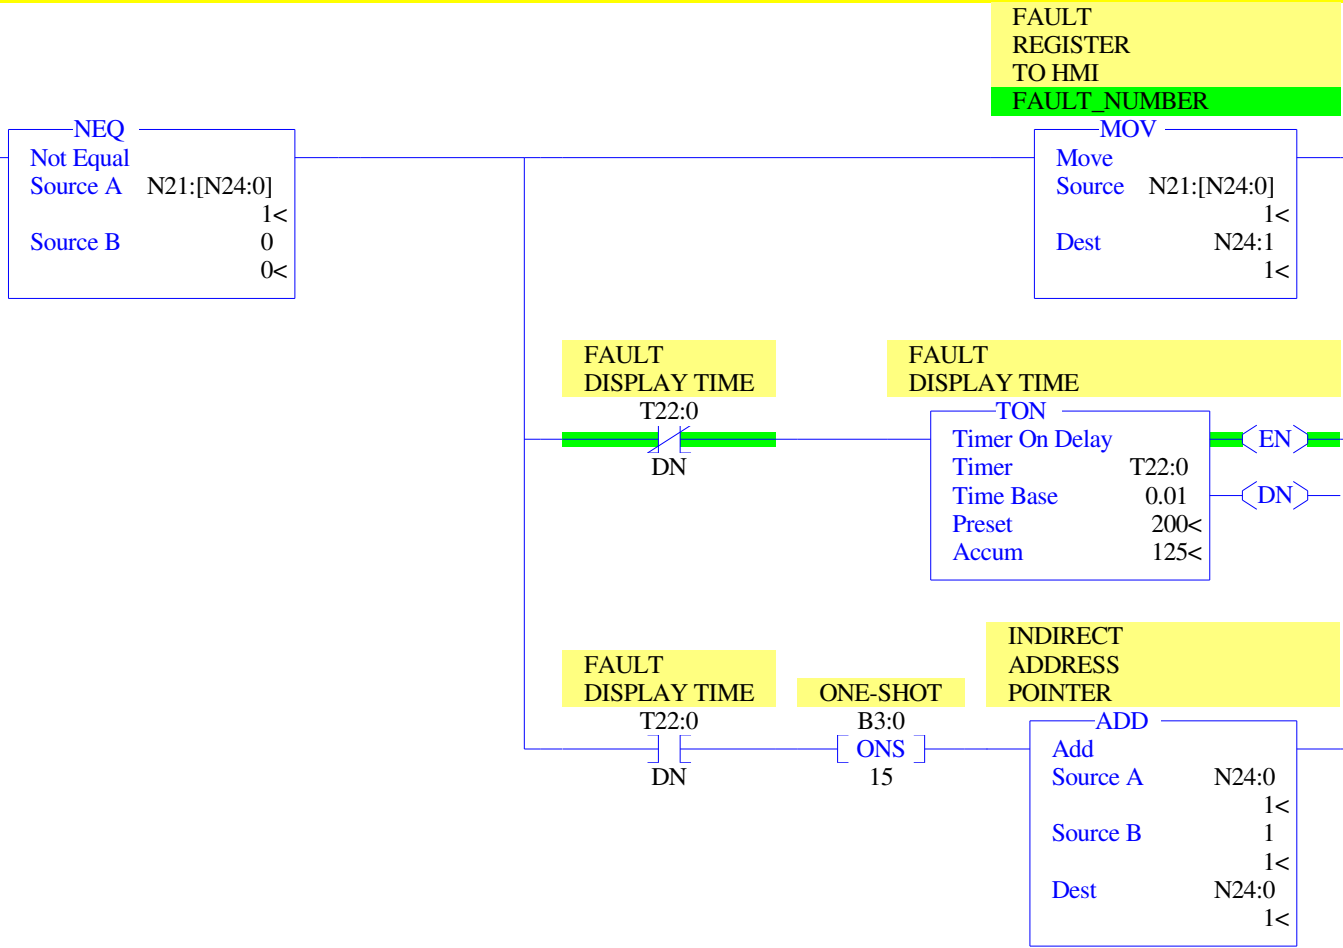 FAULT
REGISTER
TO HMI
FAULT_NUMBER
NEQ
Not Equal
Source A N21:[N24:0]
1<
Source B 0
0<
MOV
Move
Source N21:[N24:0]
1<
Dest N24:1
1<
FAULT
DISPLAY TIME
T22:0
DN
FAULT
DISPLAY TIME
TON
Timer On Delay
Timer T22:0
Time Base 0.01
Preset 200<
Accum 125<
EN
DN
FAULT
DISPLAY TIME
T22:0
DN
ONE-SHOT
B3:0
ONS
15
INDIRECT
ADDRESS
POINTER
ADD
Add
Source A N24:0
1<
Source B 1
1<
Dest N24:0
1<